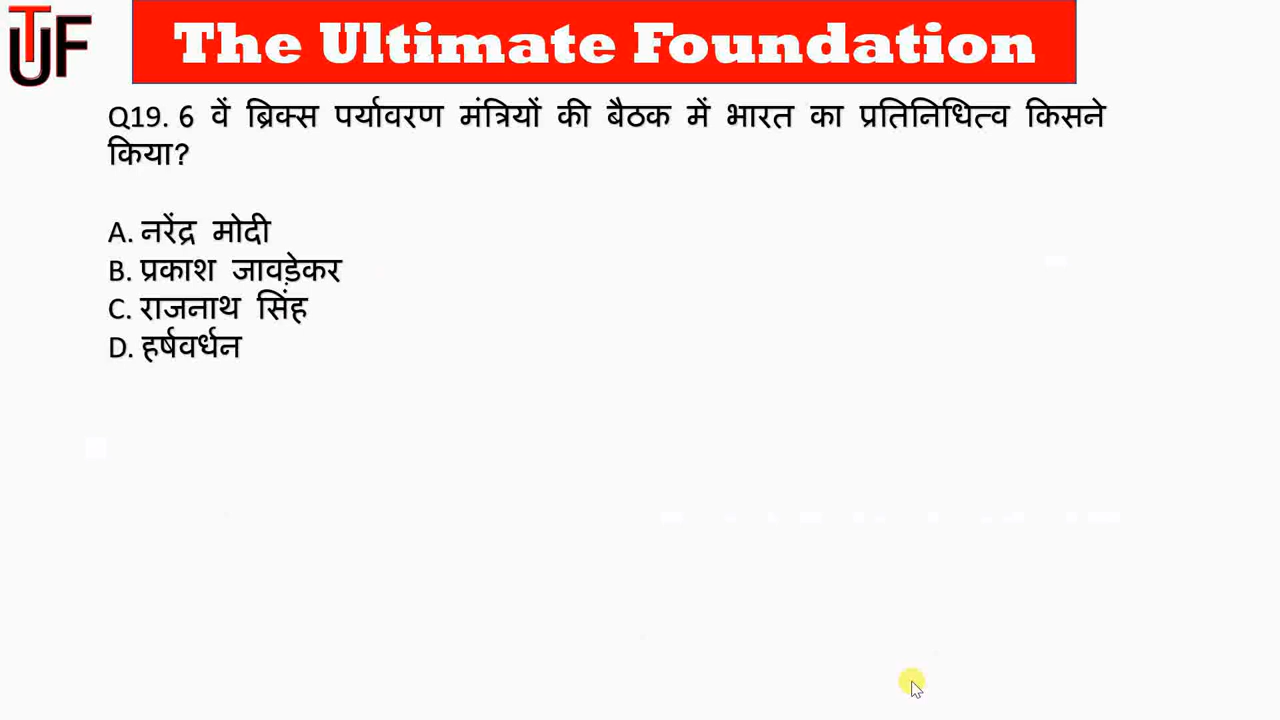 TUF
The Ultimate Foundation
Q19. 6 वें ब्रिक्स पर्यावरण मंत्रियों की बैठक में भारत का प्रतिनिधित्व किसने
किया?
A. नरेंद्र मोदी
B. प्रकाश जावड़ेकर
C. राजनाथ सिंह
D. हर्षवर्धन